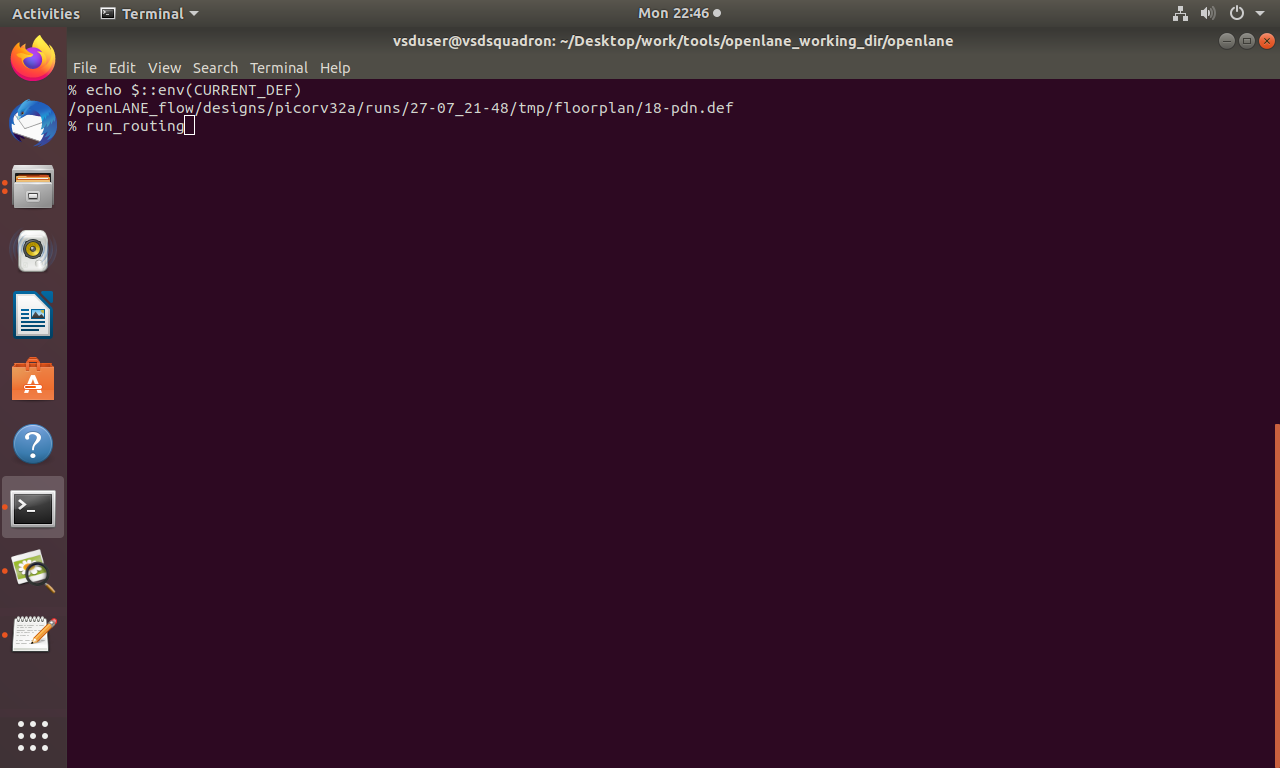 Activities Terminal Mon 22:46
vsduser@vsdsquadron: ~/Desktop/work/tools/openlane_working_dir/openlane
File Edit View Search Terminal Help
% echo $::env(CURRENT_DEF)
/openLANE_flow/designs/picorv32a/runs/27-07_21-48/tmp/floorplan/18-pdn.def
% run_routing